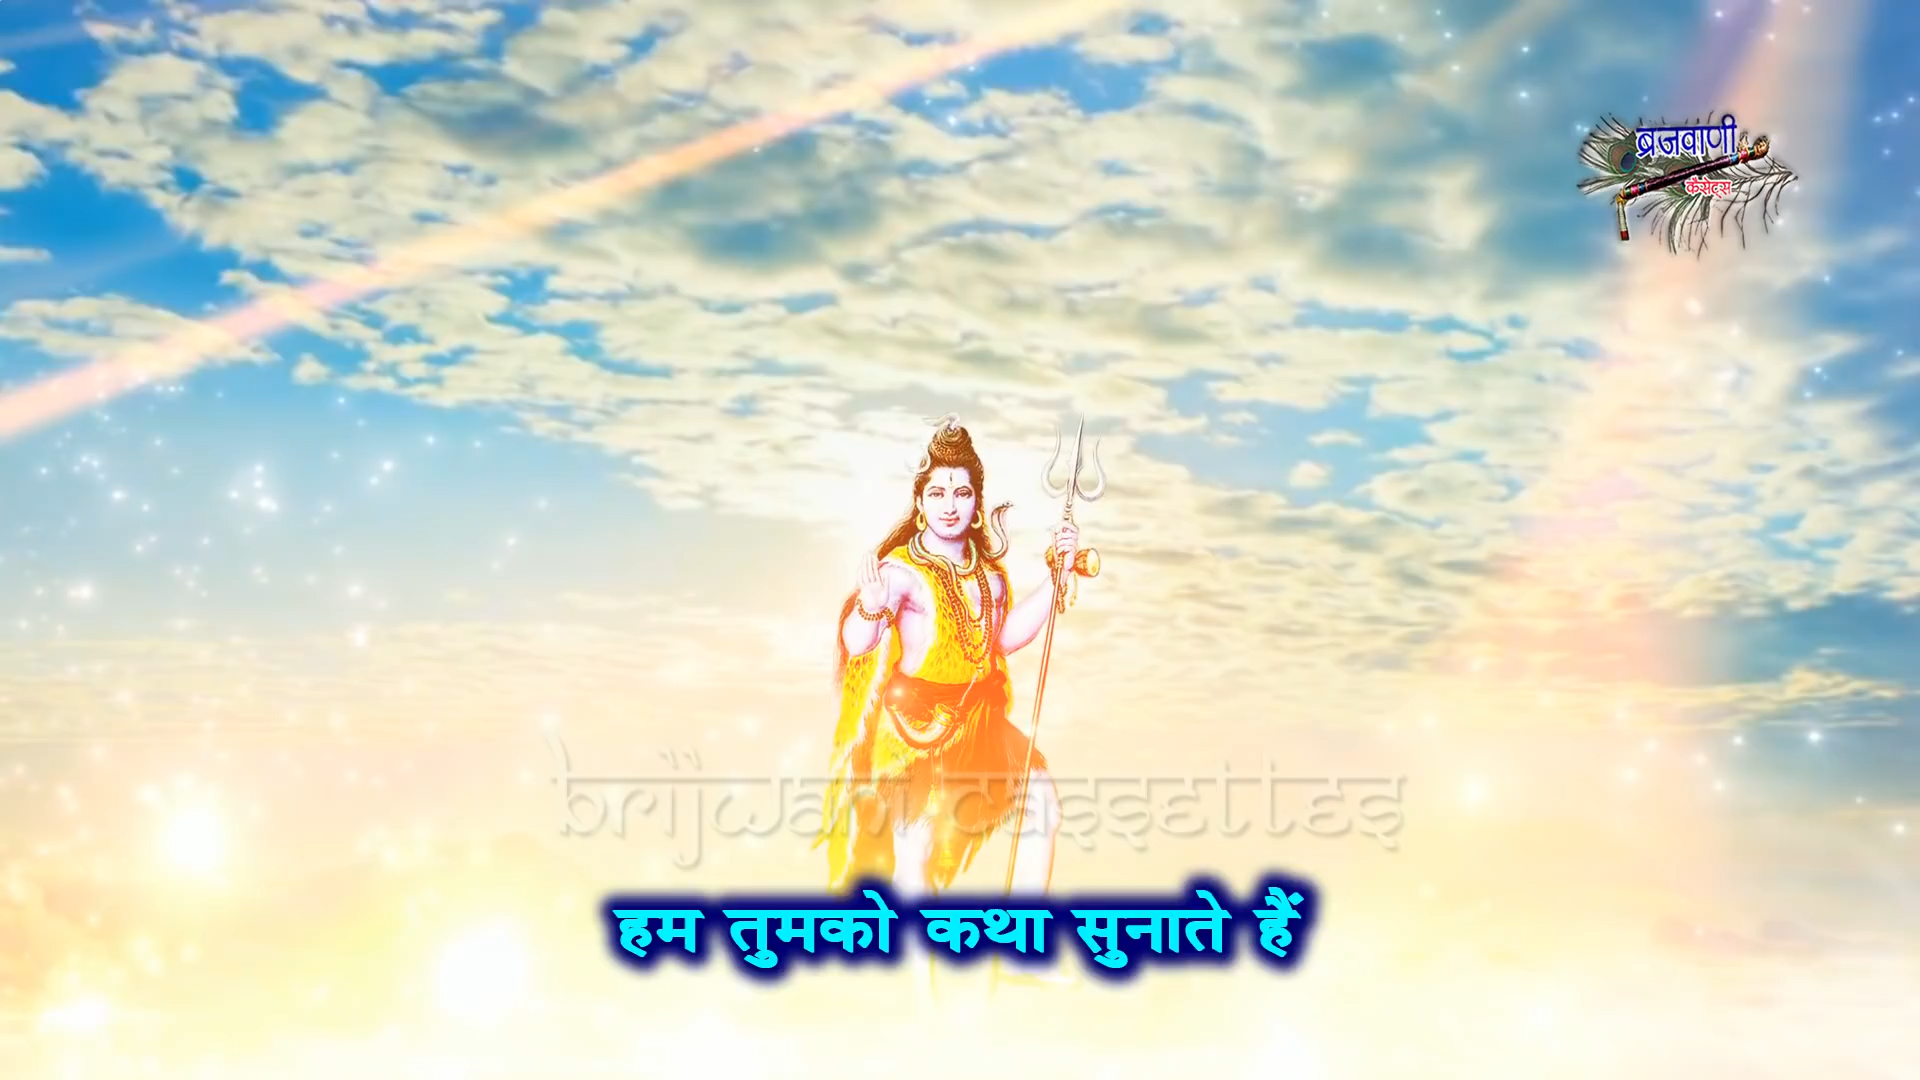 ब्रजवाणी
कैसेट्स
BRIJWANI CASSETTES
हम तुमको कथा सुनाते हैं